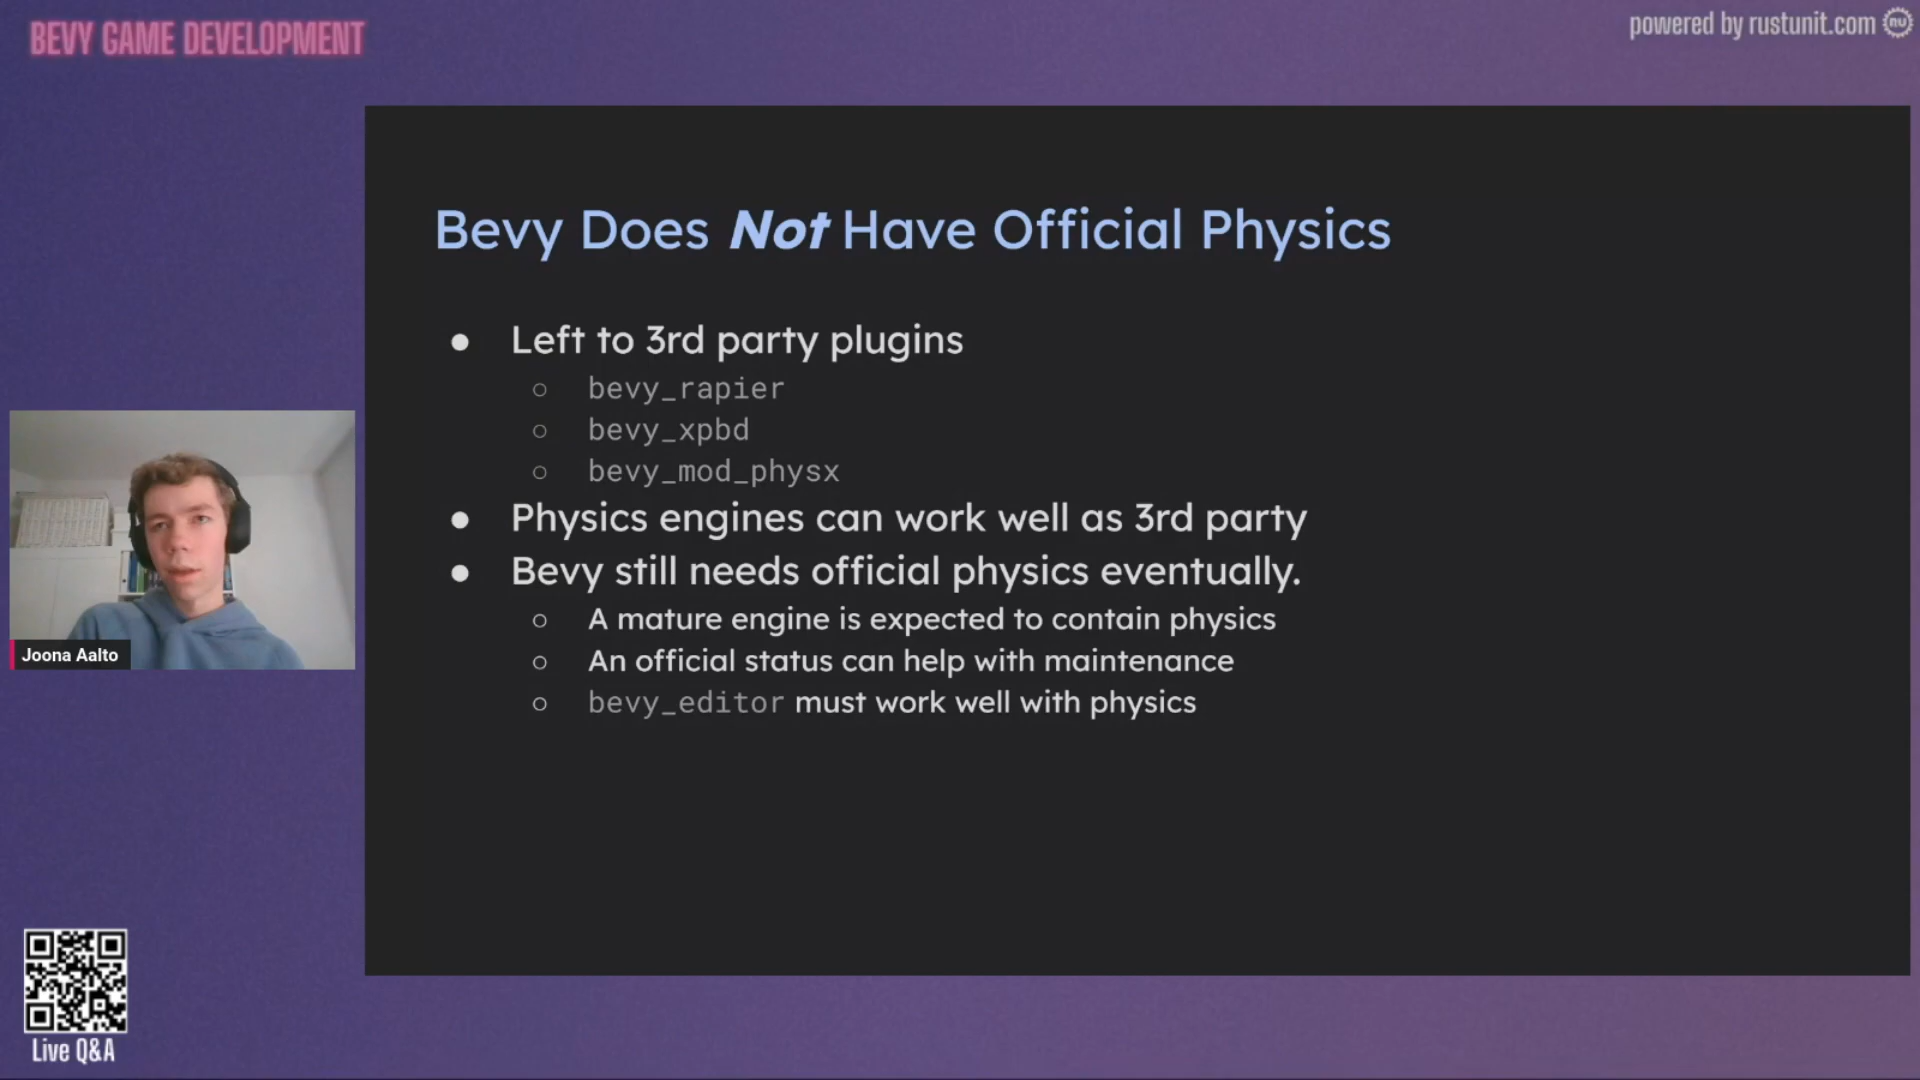 BEVY GAME DEVELOPMENT
powered by rustunit.com
RU
Bevy Does Not Have Official Physics
● Left to 3rd party plugins
○ bevy_rapier
○ bevy_xpbd
○ bevy_mod_physx
● Physics engines can work well as 3rd party
● Bevy still needs official physics eventually.
○ A mature engine is expected to contain physics
○ An official status can help with maintenance
○ bevy_editor must work well with physics
Joona Aalto
Live Q&A